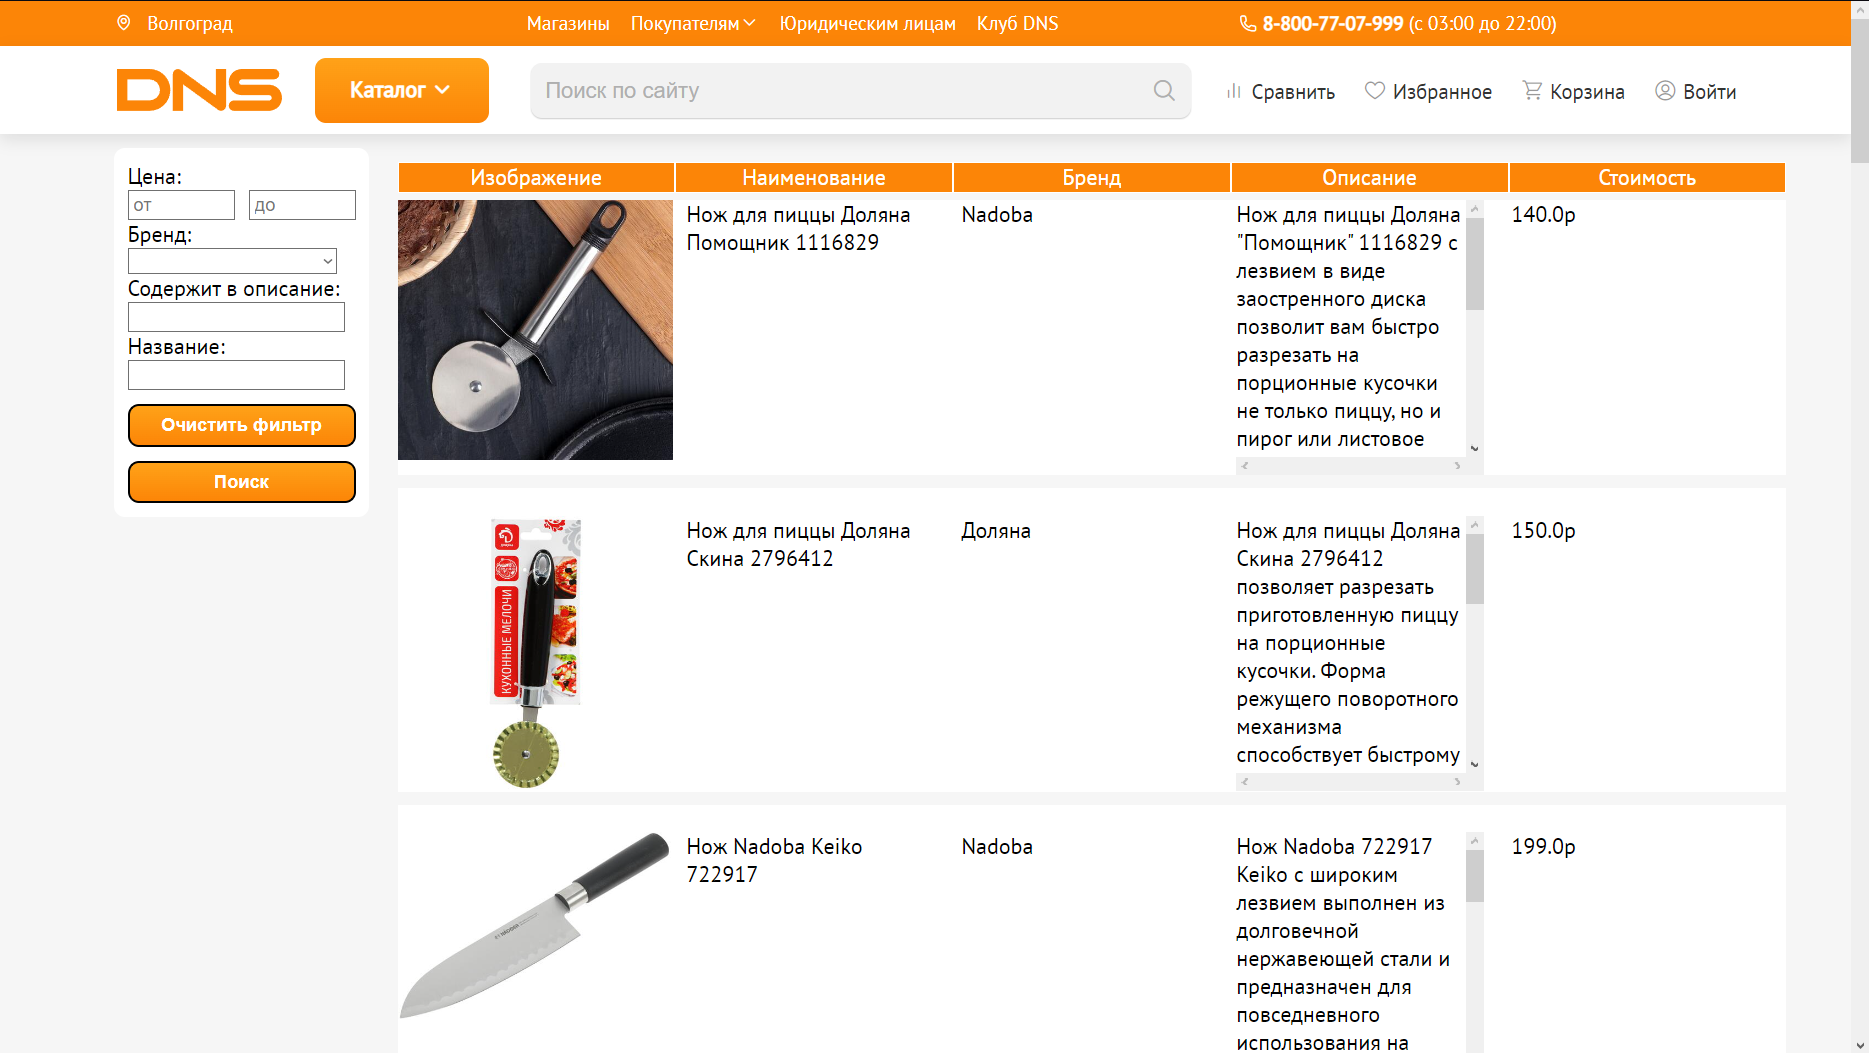 Волгоград
Магазины Покупателям Юридическим лицам Клуб DNS
8-800-77-07-999 (с 03:00 до 22:00)
DNS
Каталог
Поиск по сайту
Сравнить
Избранное
Корзина
Войти
Цена:
от до
Бренд:
Содержит в описание:
Название:
Очистить фильтр
Поиск
Изображение Наименование Бренд Описание Стоимость
Нож для пиццы Доляна
Помощник 1116829
Nadoba
Нож для пиццы Доляна
"Помощник" 1116829 с
лезвием в виде
заостренного диска
позволит вам быстро
разрезать на
порционные кусочки
не только пиццу, но и
пирог или листовое
140.0р
КУХОННЫЕ МЕЛОЧИ
Нож для пиццы Доляна
Скина 2796412
Доляна
Нож для пиццы Доляна
Скина 2796412
позволяет разрезать
приготовленную пиццу
на порционные
кусочки. Форма
режущего поворотного
механизма
способствует быстрому
150.0р
Нож Nadoba Keiko
722917
Nadoba
Нож Nadoba 722917
Keiko с широким
лезвием выполнен из
долговечной
нержавеющей стали и
предназначен для
повседневного
использования на
199.0р